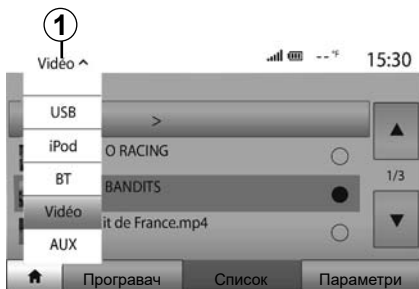 1
Vidéo ^
-- °F 15:30
USB
>
iPod
O RACING
BT
BANDITS
1/3
Vidéo
it de France.mp4
AUX
Програвач Список Параметри